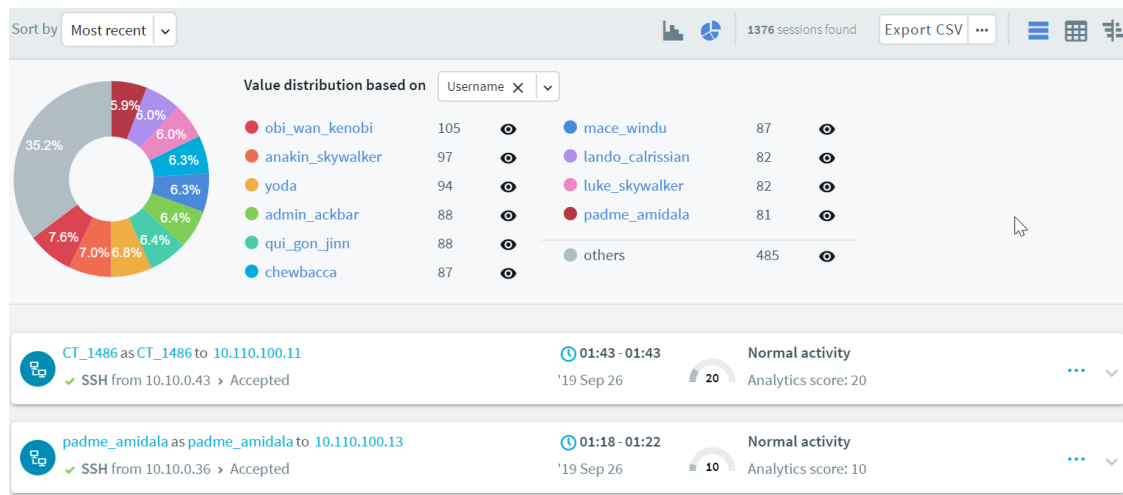 Sort by Most recent 1376 sessions found Export CSV ...
Value distribution based on Username ×
5.9%
6.0%
6.0%
6.3%
6.3%
6.4%
6.4%
6.8%
7.0%
7.6%
35.2%
obi_wan_kenobi 105
anakin_skywalker 97
yoda 94
admin_ackbar 88
qui_gon_jinn 88
chewbacca 87
mace_windu 87
lando_calrissian 82
luke_skywalker 82
padme_amidala 81
others 485
CT_1486 as CT_1486 to 10.110.100.11
✓ SSH from 10.10.0.43 › Accepted
01:43 - 01:43
'19 Sep 26
20
Normal activity
Analytics score: 20
padme_amidala as padme_amidala to 10.110.100.13
✓ SSH from 10.10.0.36 › Accepted
01:18 - 01:22
'19 Sep 26
10
Normal activity
Analytics score: 10